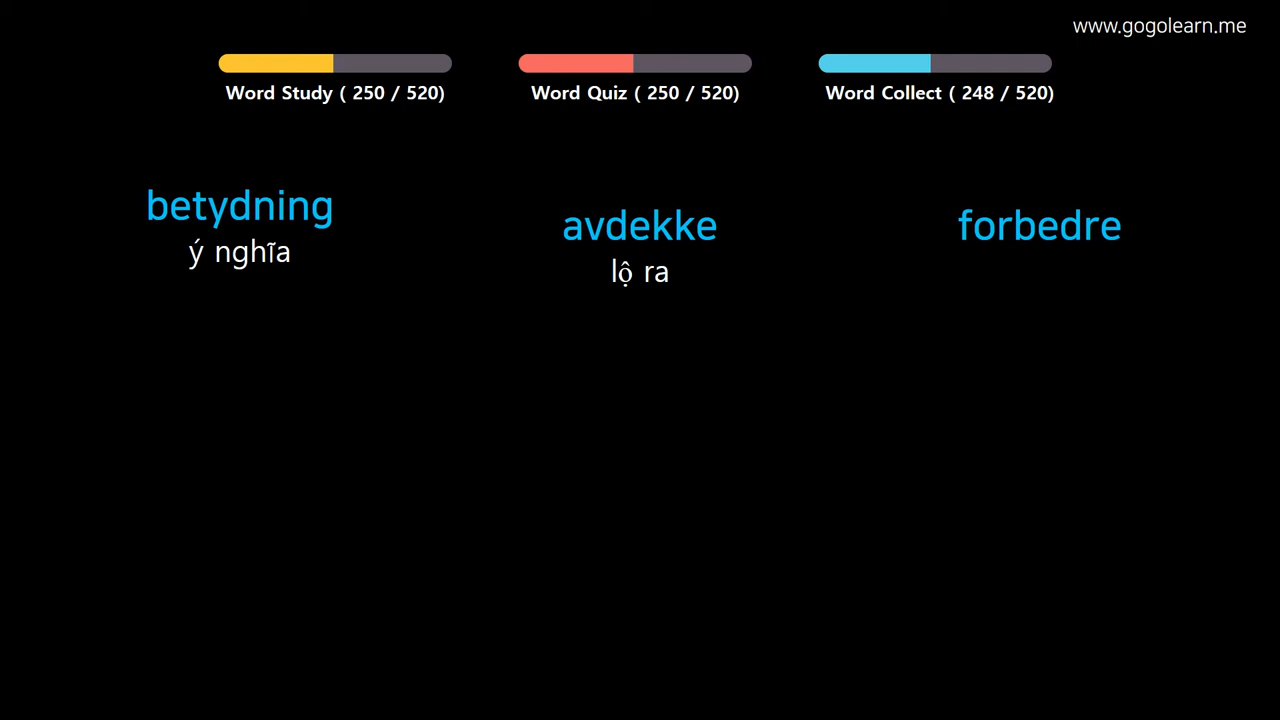 www.gogolearn.me
Word Study ( 250 / 520)
Word Quiz ( 250 / 520)
Word Collect ( 248 / 520)
betydning
ý nghĩa
avdekke
lộ ra
forbedre